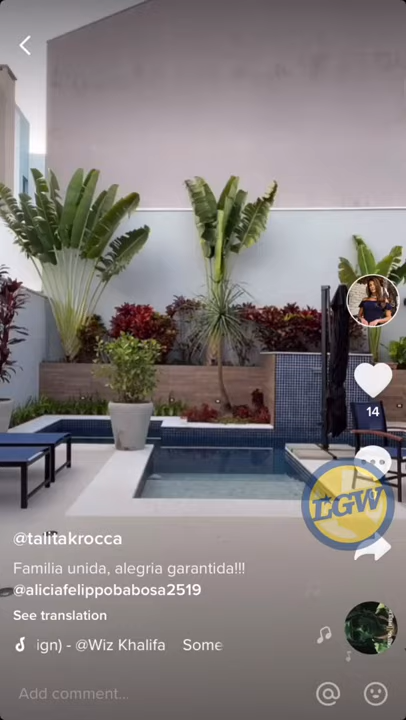 14
LGW
@talitakrocca
Familia unida, alegria garantida!!!
@aliciafelippobabosa2519
See translation
ign) - @Wiz Khalifa Some
Add comment...